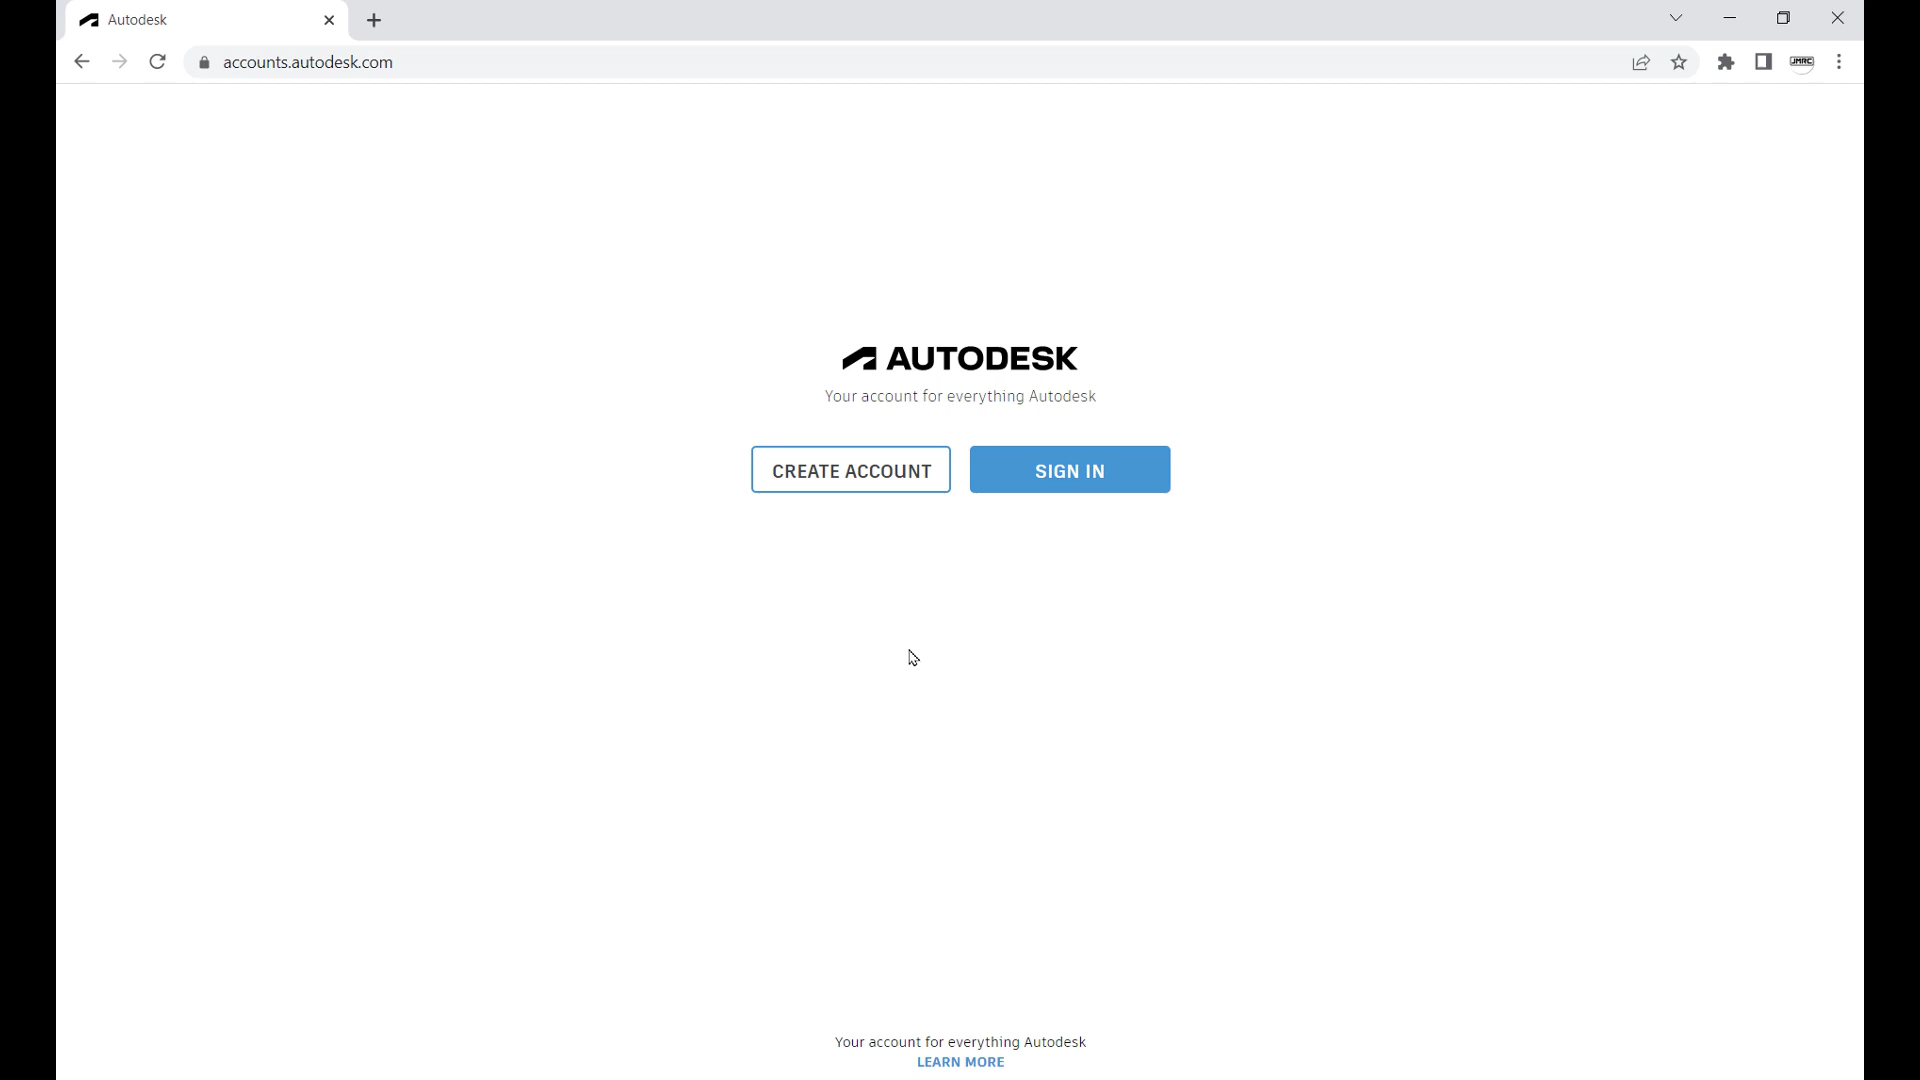 Autodesk
accounts.autodesk.com
JMRC
AUTODESK
Your account for everything Autodesk
CREATE ACCOUNT
SIGN IN
Your account for everything Autodesk
LEARN MORE